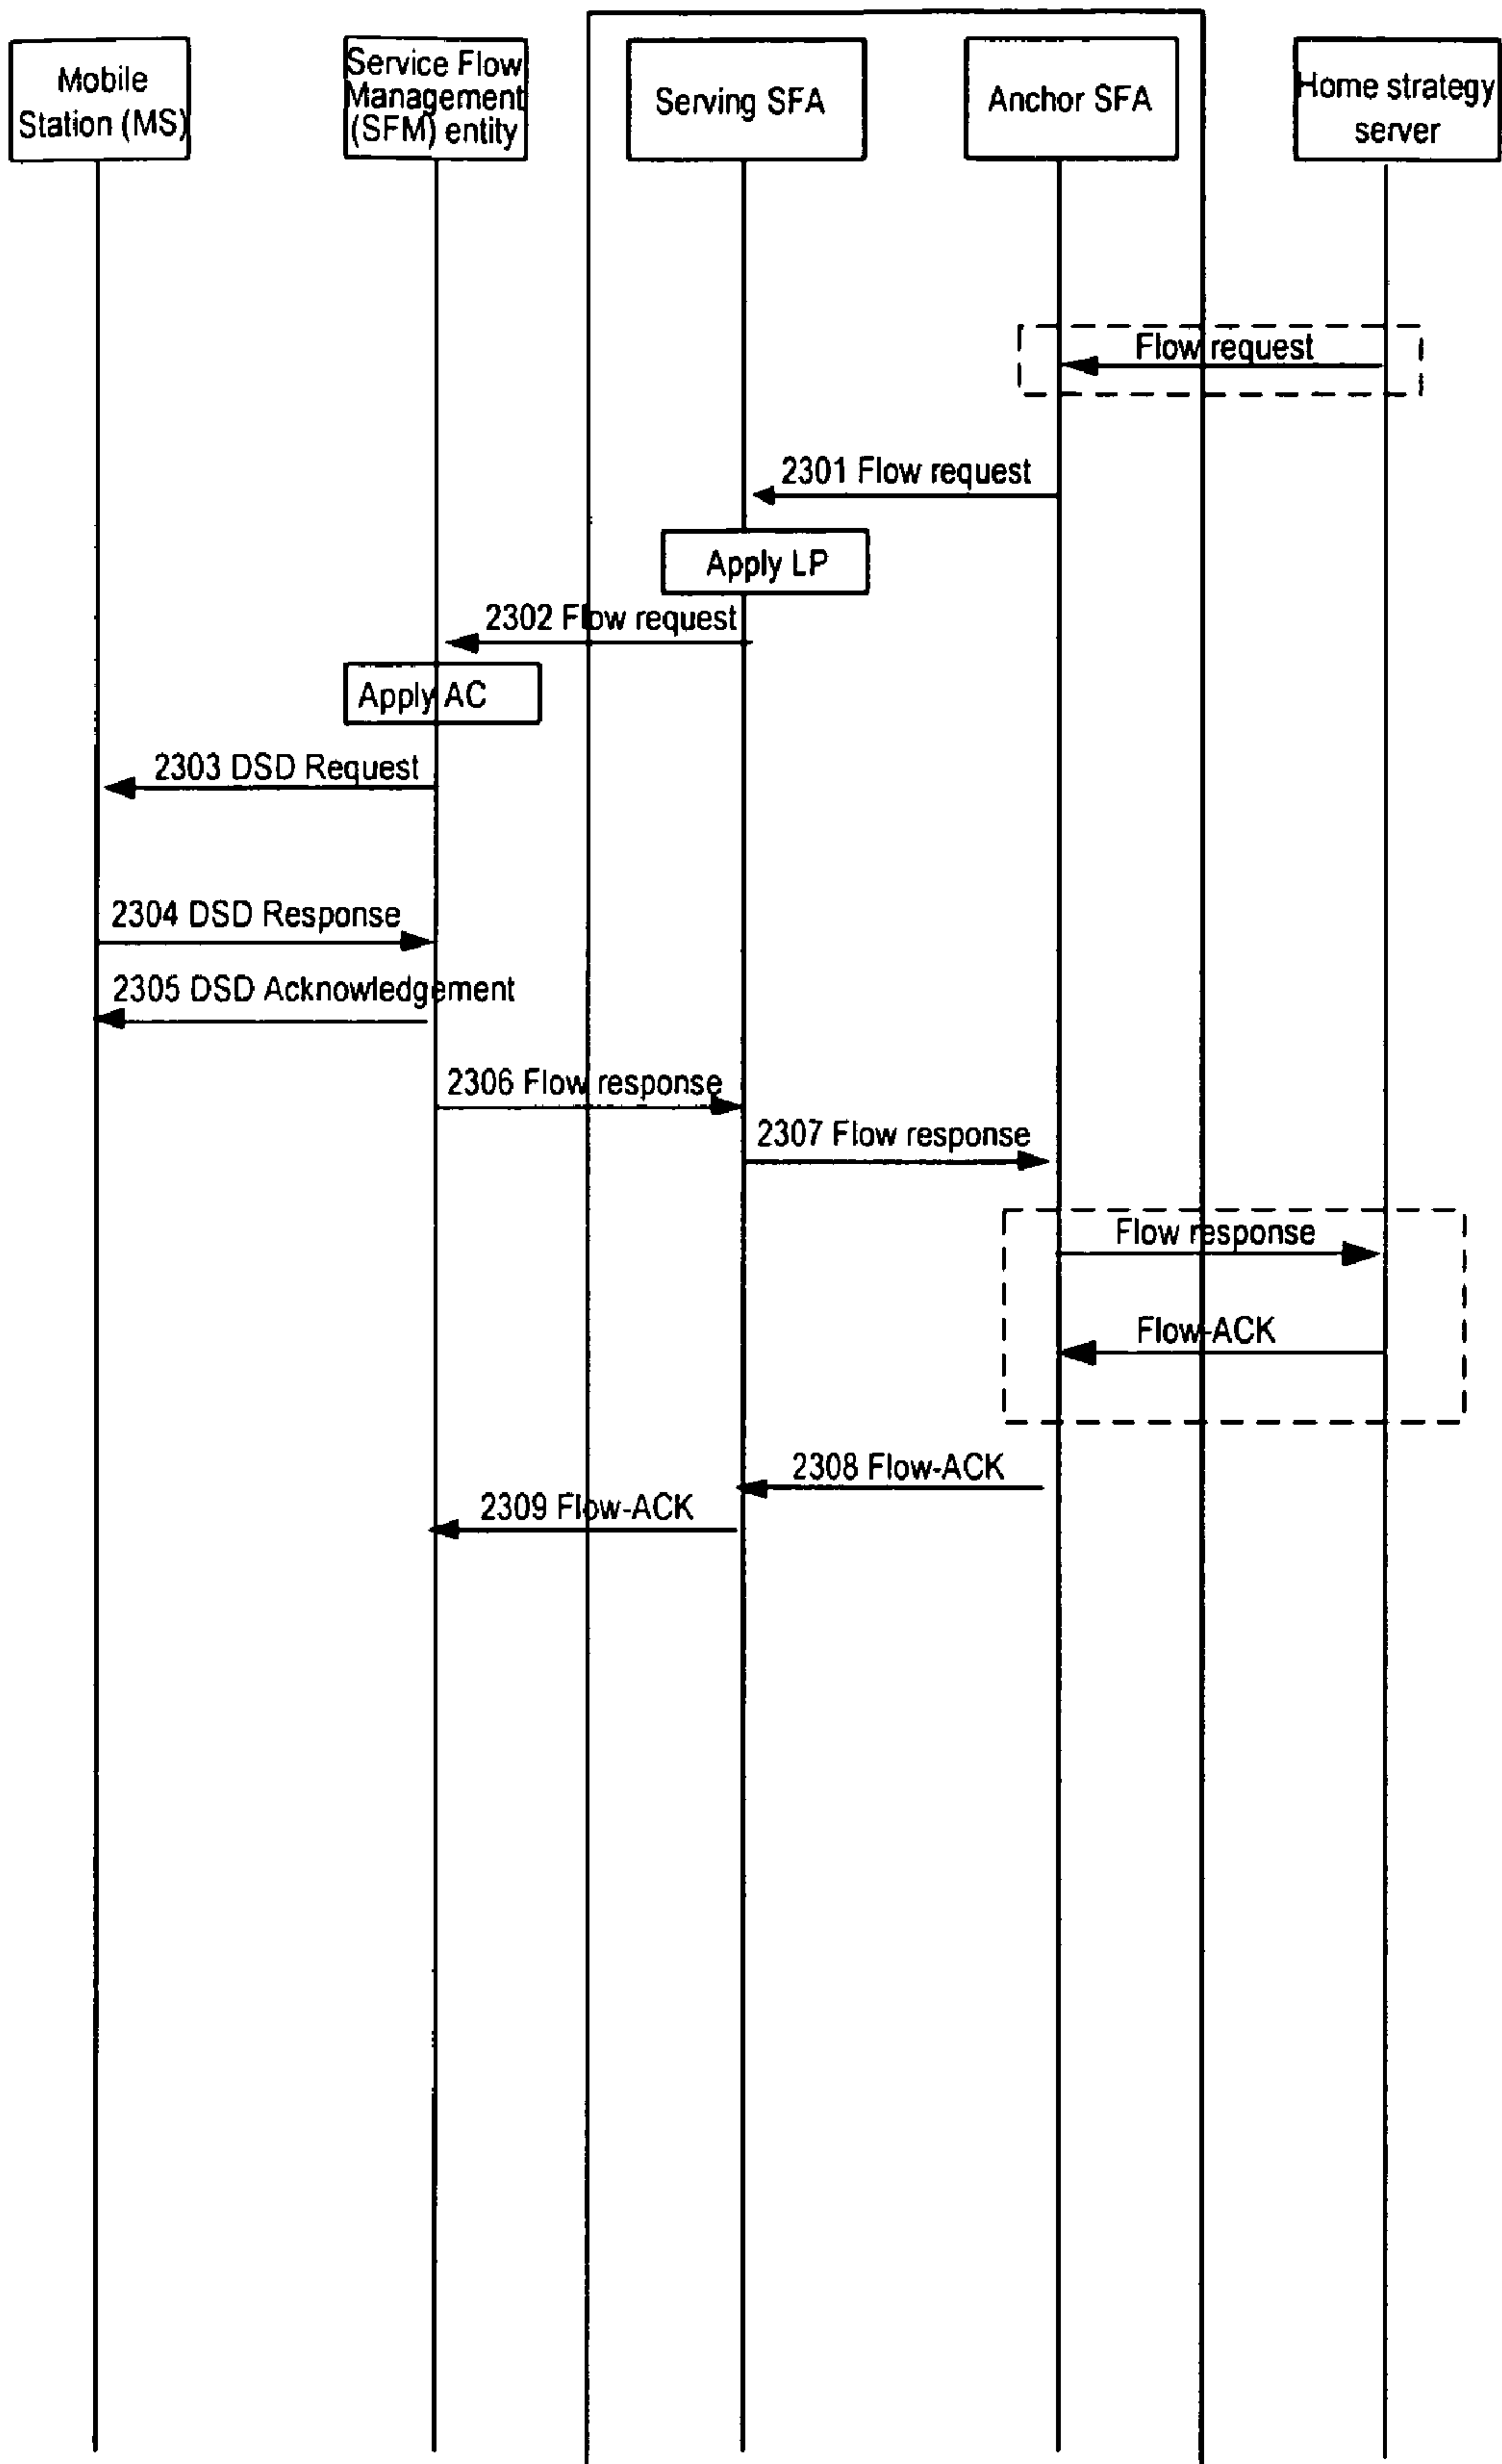 Mobile
Station (MS)
Service Flow
Management
(SFM) entity
Serving SFA
Anchor SFA
Home strategy
server
Flow request
2301 Flow request
Apply LP
2302 Flow request
Apply AC
2303 DSD Request
2304 DSD Response
2305 DSD Acknowledgement
2306 Flow response
2307 Flow response
Flow response
Flow-ACK
2308 Flow-ACK
2309 Flow-ACK